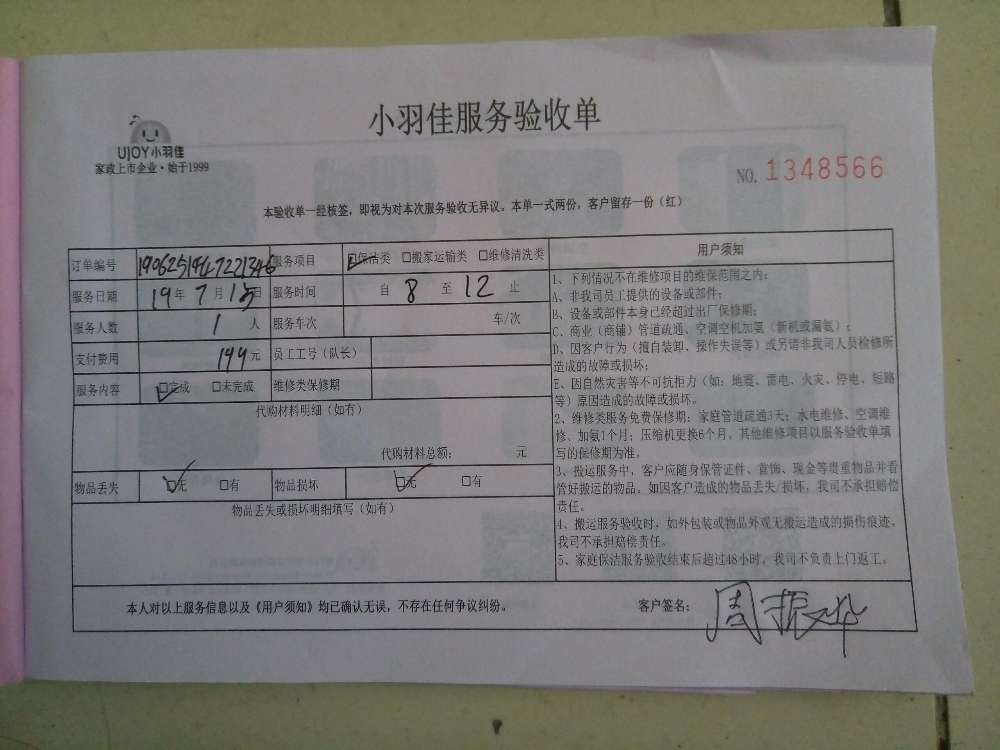 小羽佳服务验收单
UJOY小羽佳
家政上市企业·始于1999
NO. 1348566
本验收单一经核签，即视为对本次服务验收无异议。本单一式两份，客户留存一份（红）
订单编号 服务项目 ☑保洁类 □搬家运输类 □维修清洗类
服务日期 19年7月15日 服务时间 自 8 至 12 止
服务人数 1 人 服务车次 车/次
支付费用 199元 员工工号（队长）
服务内容 ☑完成 □未完成 维修类保修期
代购材料明细（如有）
代购材料总额： 元
物品丢失 ☑无 □有 物品损坏 ☑无 □有
物品丢失或损坏明细填写（如有）
用户须知
1、下列情况不在维修项目的维保范围之内：
A、非我司员工提供的设备或部件；
B、设备或部件本身已经超过出厂保修期；
C、商业（商铺）管道疏通、空调空机加氨（新机或漏氨）；
D、因客户行为（擅自装卸、操作失误等）或另请非我司人员检修所
造成的故障或损坏；
E、因自然灾害等不可抗拒力（如：地震、雷电、火灾、停电、短路
等）原因造成的故障或损坏。
2、维修类服务免费保修期：家庭管道疏通3天；水电维修、空调维
修、加氨1个月；压缩机更换6个月，其他维修项目以服务验收单填
写的保修期为准。
3、搬运服务中，客户应随身保管证件、首饰、现金等贵重物品并看
管好搬运的物品。如因客户造成的物品丢失/损坏，我司不承担赔偿
责任。
4、搬运服务验收时，如外包装或物品外观无搬运造成的损伤痕迹，
我司不承担赔偿责任。
5、家庭保洁服务验收结束后超过48小时，我司不负责上门返工。
本人对以上服务信息以及《用户须知》均已确认无误，不存在任何争议纠纷。 客户签名：周振华